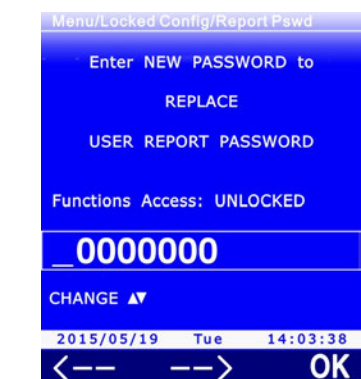 Menu/Locked Config/Report Pswd
Enter NEW PASSWORD to
REPLACE
USER REPORT PASSWORD
Functions Access: UNLOCKED
_0000000
CHANGE ▲▼
2015/05/19 Tue 14:03:38
<-- --> OK